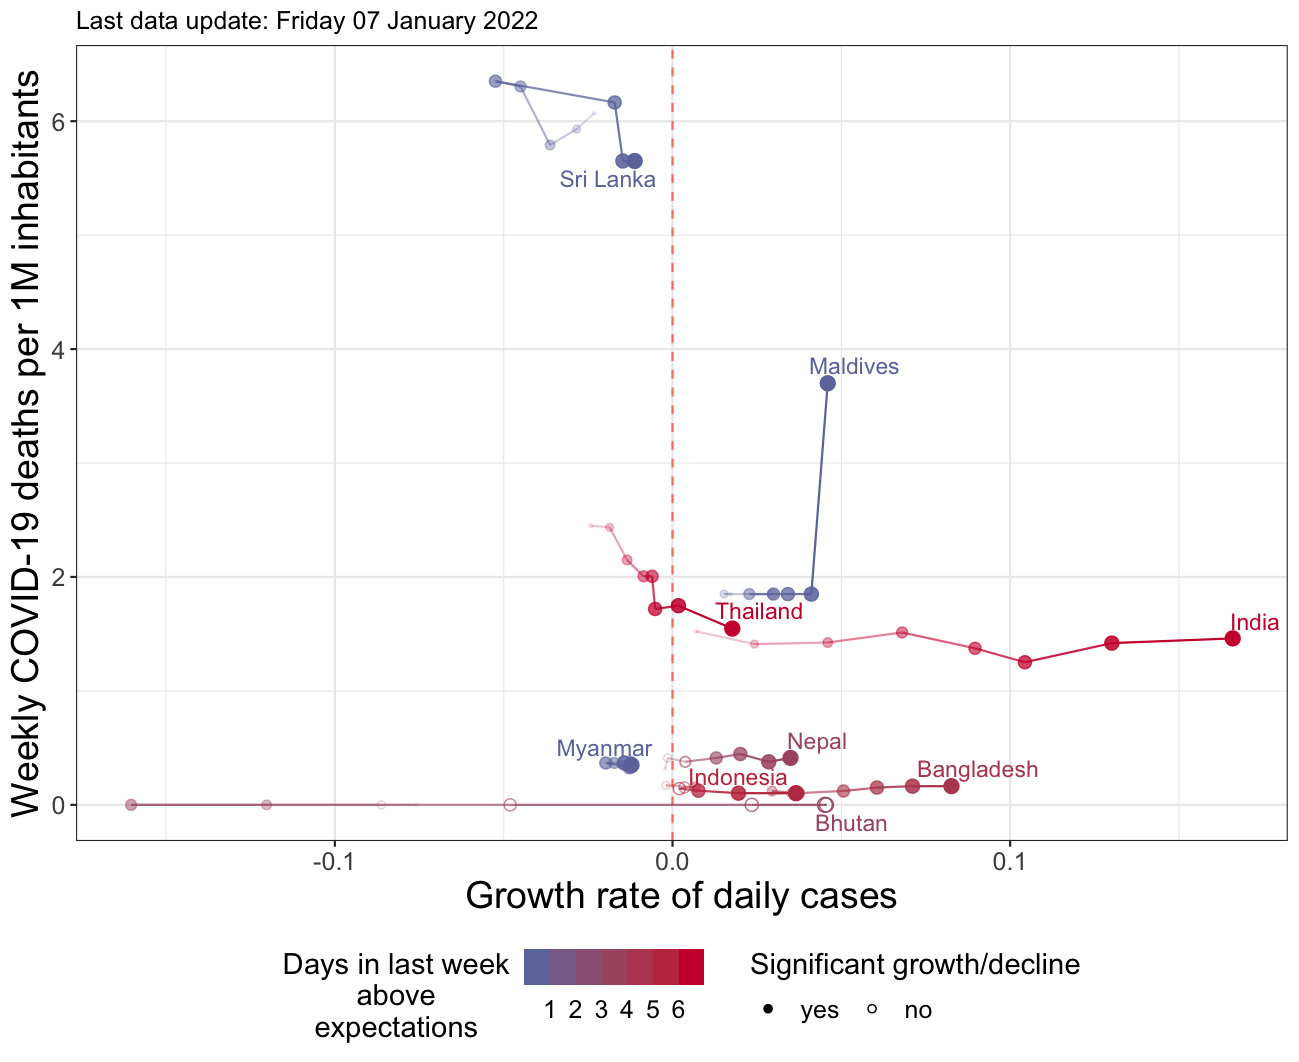 Last data update: Friday 07 January 2022
Weekly COVID-19 deaths per 1M inhabitants
6
4
2
0
Sri Lanka
Maldives
Thailand
India
Myanmar
Nepal
Indonesia
Bangladesh
Bhutan
-0.1
0.0
0.1
Growth rate of daily cases
Days in last week
above
expectations
1 2 3 4 5 6
Significant growth/decline
yes no